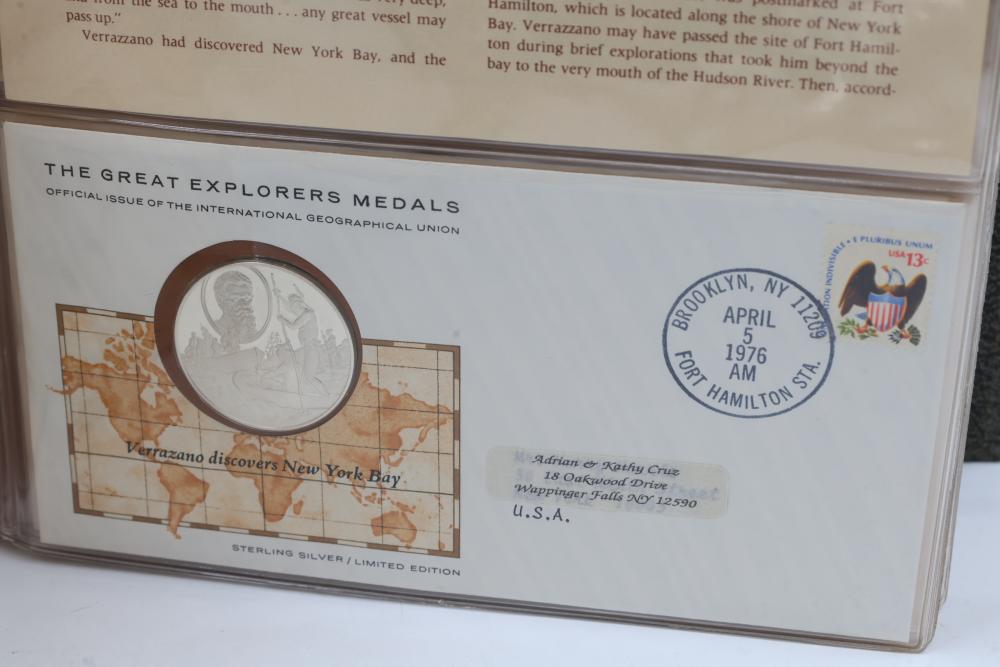 from the sea to the mouth . . . any great vessel may
pass up."
Verrazzano had discovered New York Bay, and the
postmarked at Fort
Hamilton, which is located along the shore of New York
Bay. Verrazzano may have passed the site of Fort Hamil-
ton during brief explorations that took him beyond the
bay to the very mouth of the Hudson River. Then, accord-
THE GREAT EXPLORERS MEDALS
OFFICIAL ISSUE OF THE INTERNATIONAL GEOGRAPHICAL UNION
Verrazano discovers New York Bay
STERLING SILVER / LIMITED EDITION
BROOKLYN, NY 11209
APRIL
5
1976
AM
FORT HAMILTON STA.
INDIVISIBLE • E PLURIBUS UNUM
USA 13c
Adrian & Kathy Cruz
18 Oakwood Drive
Wappinger Falls NY 12590
U.S.A.